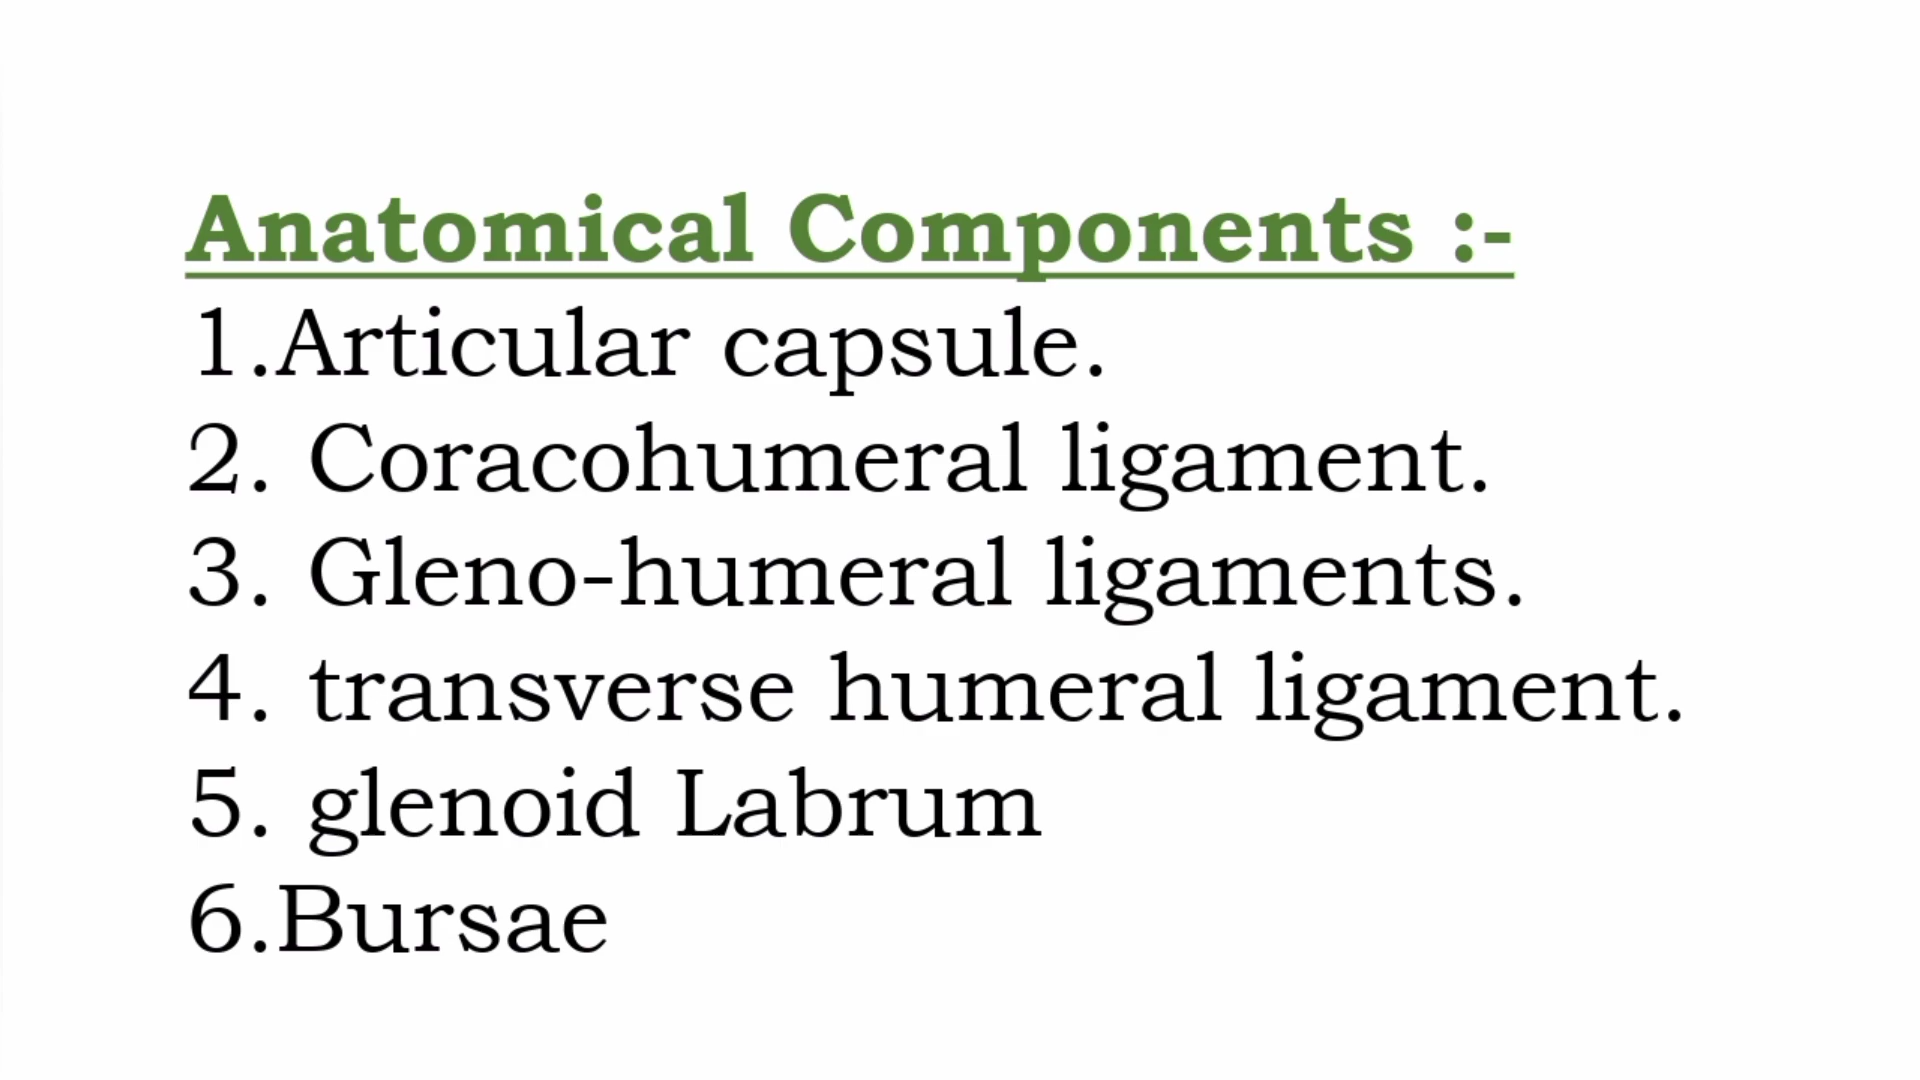 Anatomical Components :-
1.Articular capsule.
2. Coracohumeral ligament.
3. Gleno-humeral ligaments.
4. transverse humeral ligament.
5. glenoid Labrum
6.Bursae